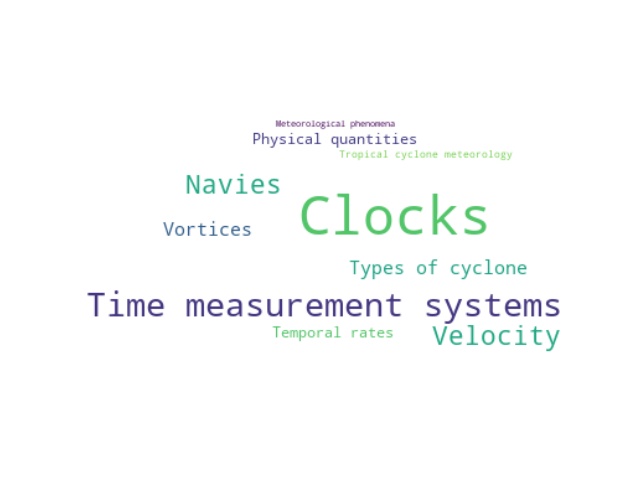 Meteorological phenomena
Physical quantities
Tropical cyclone meteorology
Navies
Clocks
Vortices
Types of cyclone
Time measurement systems
Temporal rates
Velocity